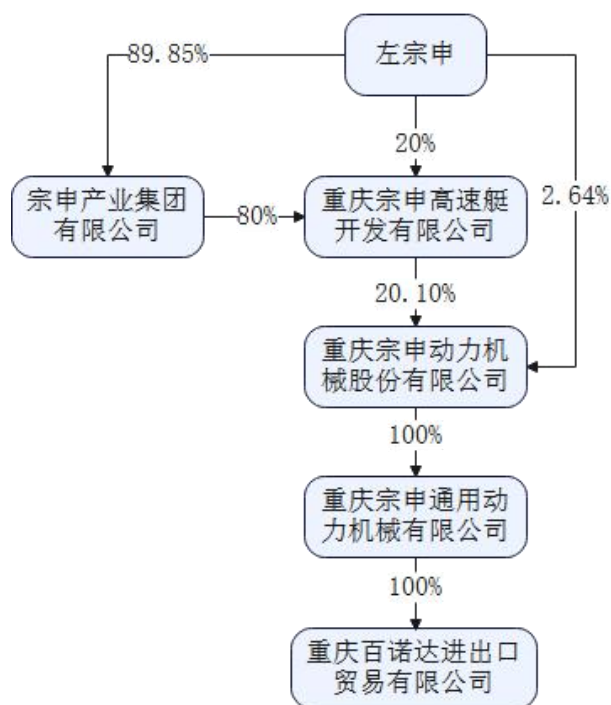 左宗申
89.85%
20%
2.64%
宗申产业集团
有限公司
80%
重庆宗申高速艇
开发有限公司
20.10%
重庆宗申动力机
械股份有限公司
100%
重庆宗申通用动
力机械有限公司
100%
重庆百诺达进出口
贸易有限公司